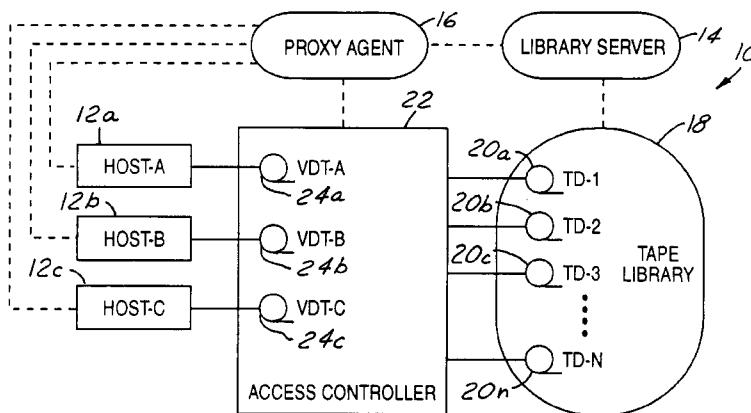 16
PROXY AGENT
LIBRARY SERVER
14
10
12a
22
18
HOST-A
VDT-A
24a
20a
TD-1
12b
HOST-B
VDT-B
24b
20b
TD-2
12c
HOST-C
VDT-C
24c
20c
TD-3
TAPE
LIBRARY
TD-N
20n
ACCESS CONTROLLER